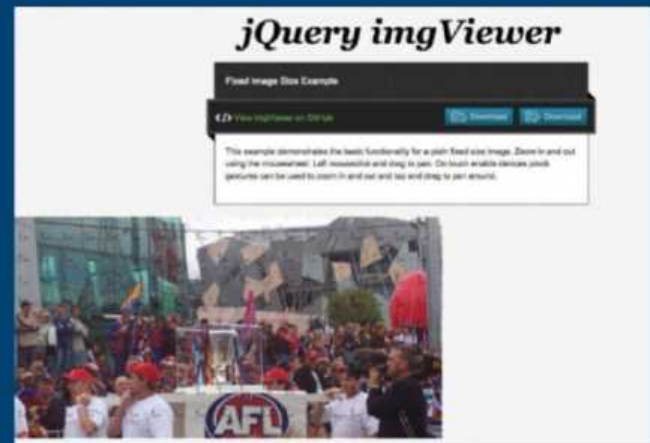 jQuery imgViewer
Fixed Image Size Example
</> View imgViewer on GitHub
Download Download
This example demonstrates the basic functionality for a plain fixed size image. Zoom in and out
using the mousewheel. Left mouseclick and drag to pan. On touch enable devices pinch
gestures can be used to zoom in and out and tap and drag to pan around.
AFL